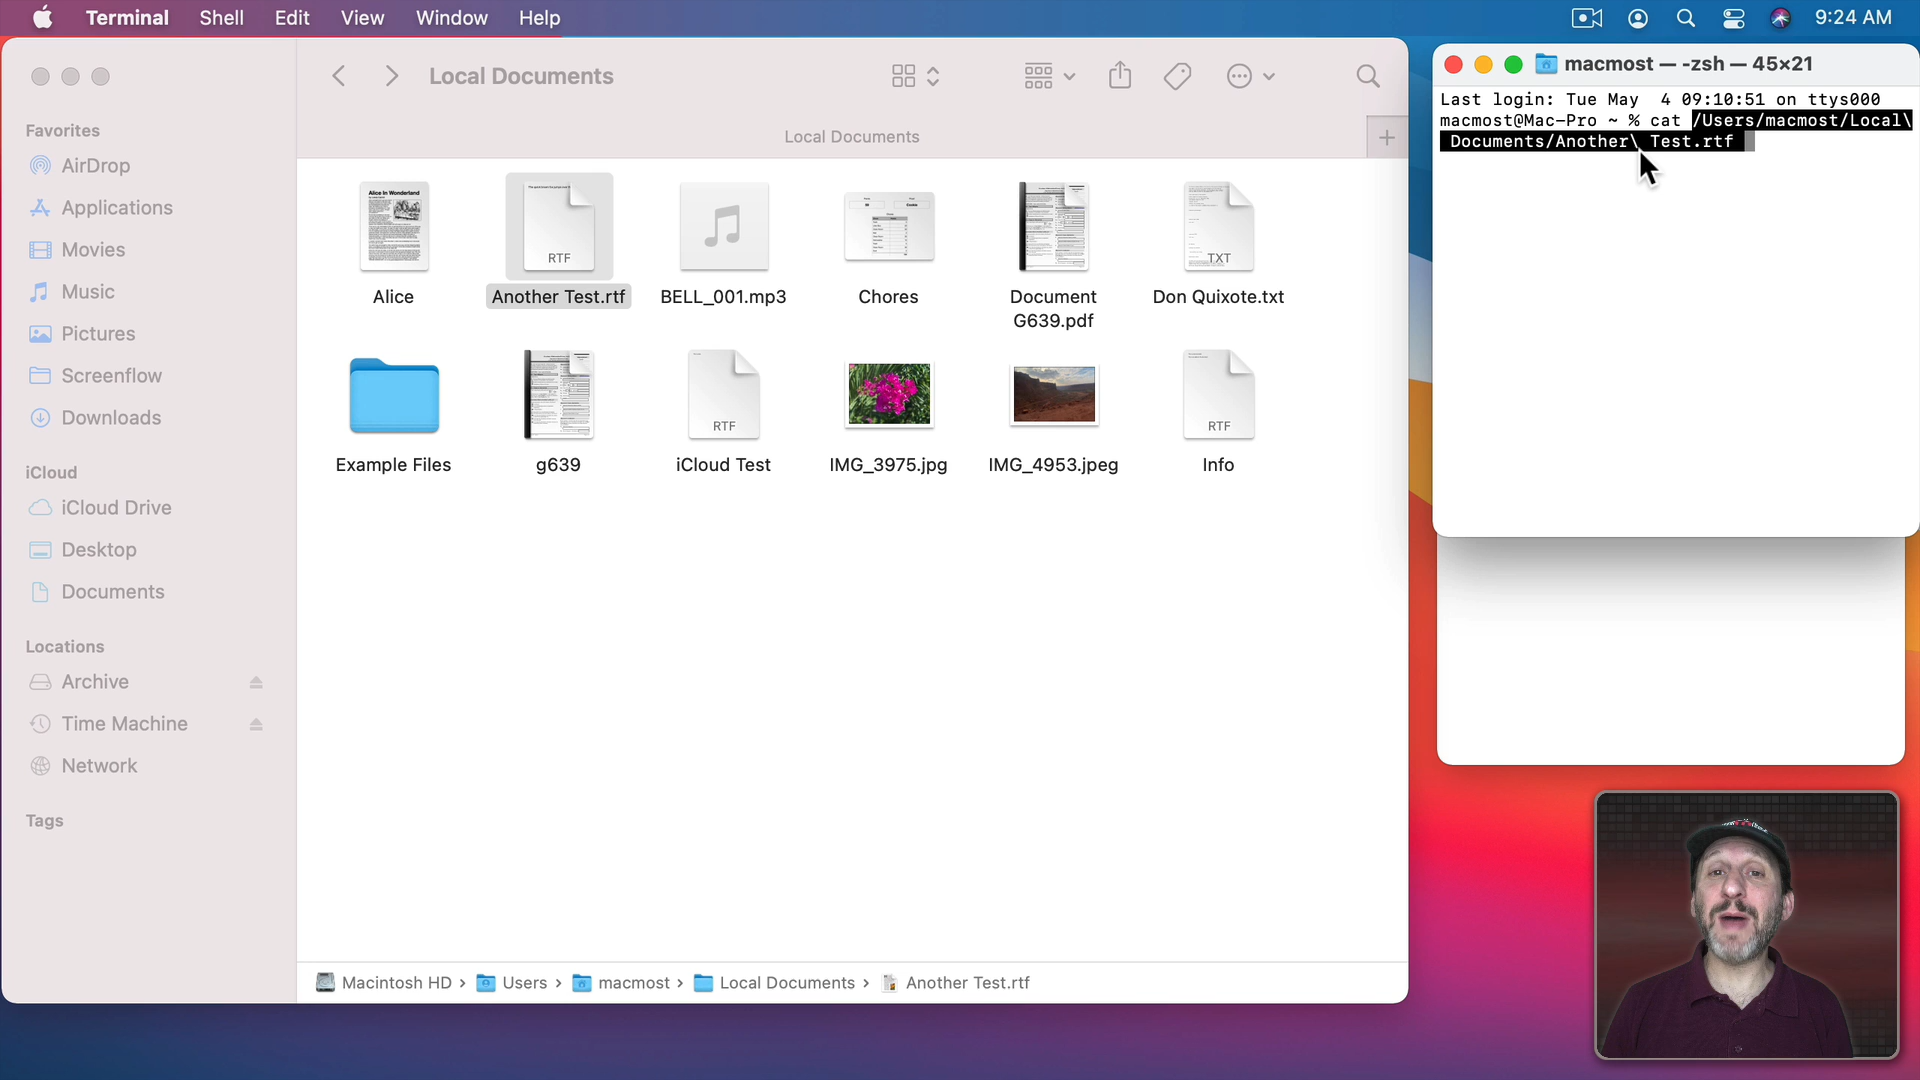 Terminal Shell Edit View Window Help 9:24 AM
Local Documents
Local Documents
Favorites
AirDrop
Applications
Movies
Music
Pictures
Screenflow
Downloads
iCloud
iCloud Drive
Desktop
Documents
Locations
Archive
Time Machine
Network
Tags
Alice In Wonderland
RTF
TXT
Alice
Another Test.rtf
BELL_001.mp3
Chores
Document
G639.pdf
Don Quixote.txt
RTF
RTF
Example Files
g639
iCloud Test
IMG_3975.jpg
IMG_4953.jpeg
Info
Macintosh HD › Users › macmost › Local Documents › Another Test.rtf
macmost — -zsh — 45×21
Last login: Tue May  4 09:10:51 on ttys000
macmost@Mac-Pro ~ % cat /Users/macmost/Local\
 Documents/Another\ Test.rtf